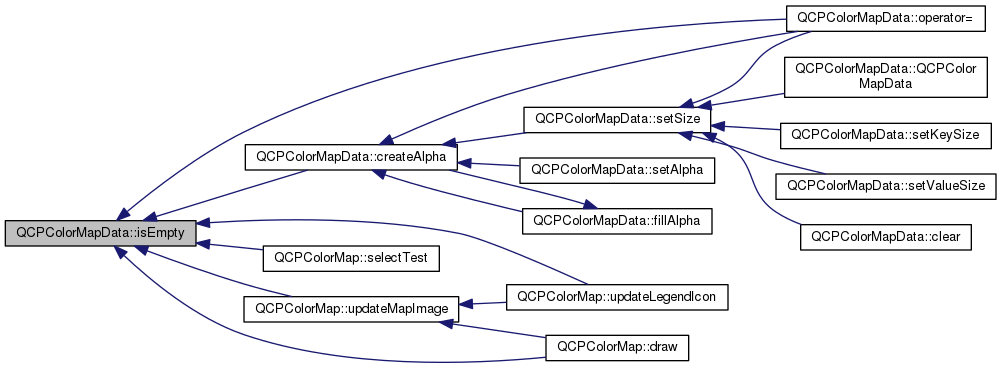 QCPColorMapData::operator=
QCPColorMapData::QCPColor
MapData
QCPColorMapData::setSize
QCPColorMapData::setKeySize
QCPColorMapData::createAlpha
QCPColorMapData::setAlpha
QCPColorMapData::setValueSize
QCPColorMapData::fillAlpha
QCPColorMapData::isEmpty
QCPColorMapData::clear
QCPColorMap::selectTest
QCPColorMap::updateLegendIcon
QCPColorMap::updateMapImage
QCPColorMap::draw